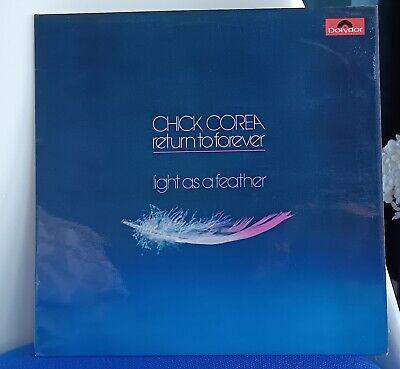 Polydor
CHICK COREA
return to forever
light as a feather